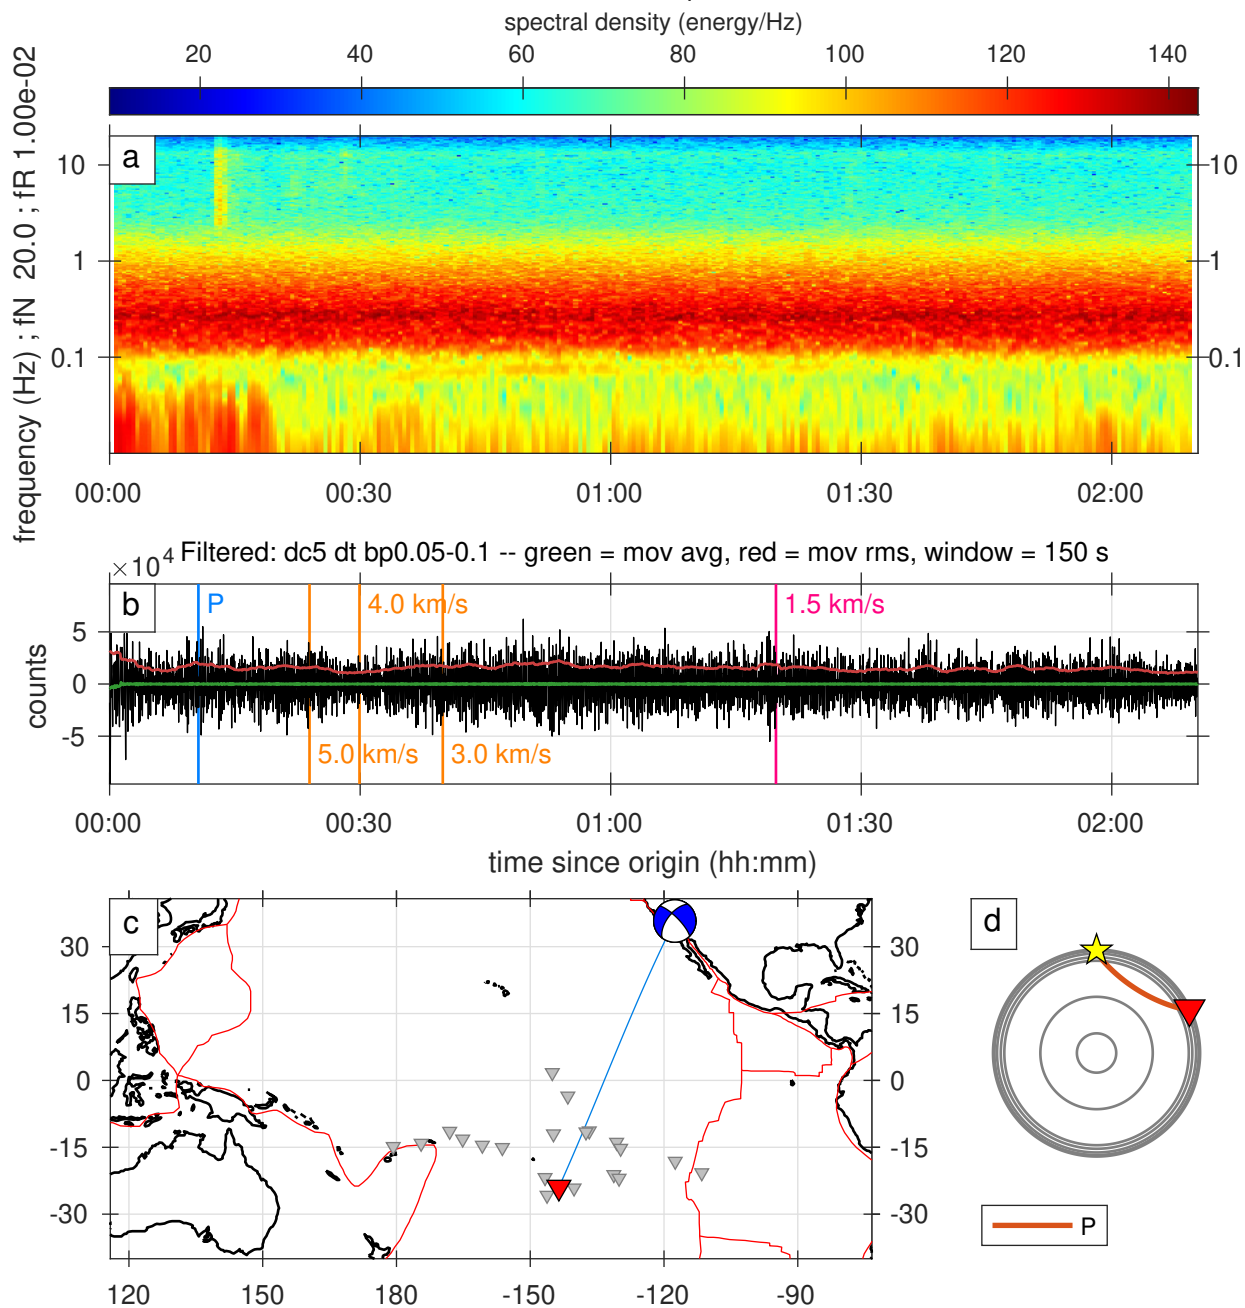 spectral density (energy/Hz)
20 40 60 80 100 120 140
a
frequency (Hz) ; fN 20.0 ; fR 1.00e-02
10 10
1 1
0.1 0.1
00:00 00:30 01:00 01:30 02:00
Filtered: dc5 dt bp0.05-0.1 -- green = mov avg, red = mov rms, window = 150 s
×10⁴
b
P 4.0 km/s 1.5 km/s
counts
5
0
-5
5.0 km/s 3.0 km/s
00:00 00:30 01:00 01:30 02:00
time since origin (hh:mm)
c d
30 30
15 15
0 0
-15 -15
-30 -30
120 150 180 -150 -120 -90
P